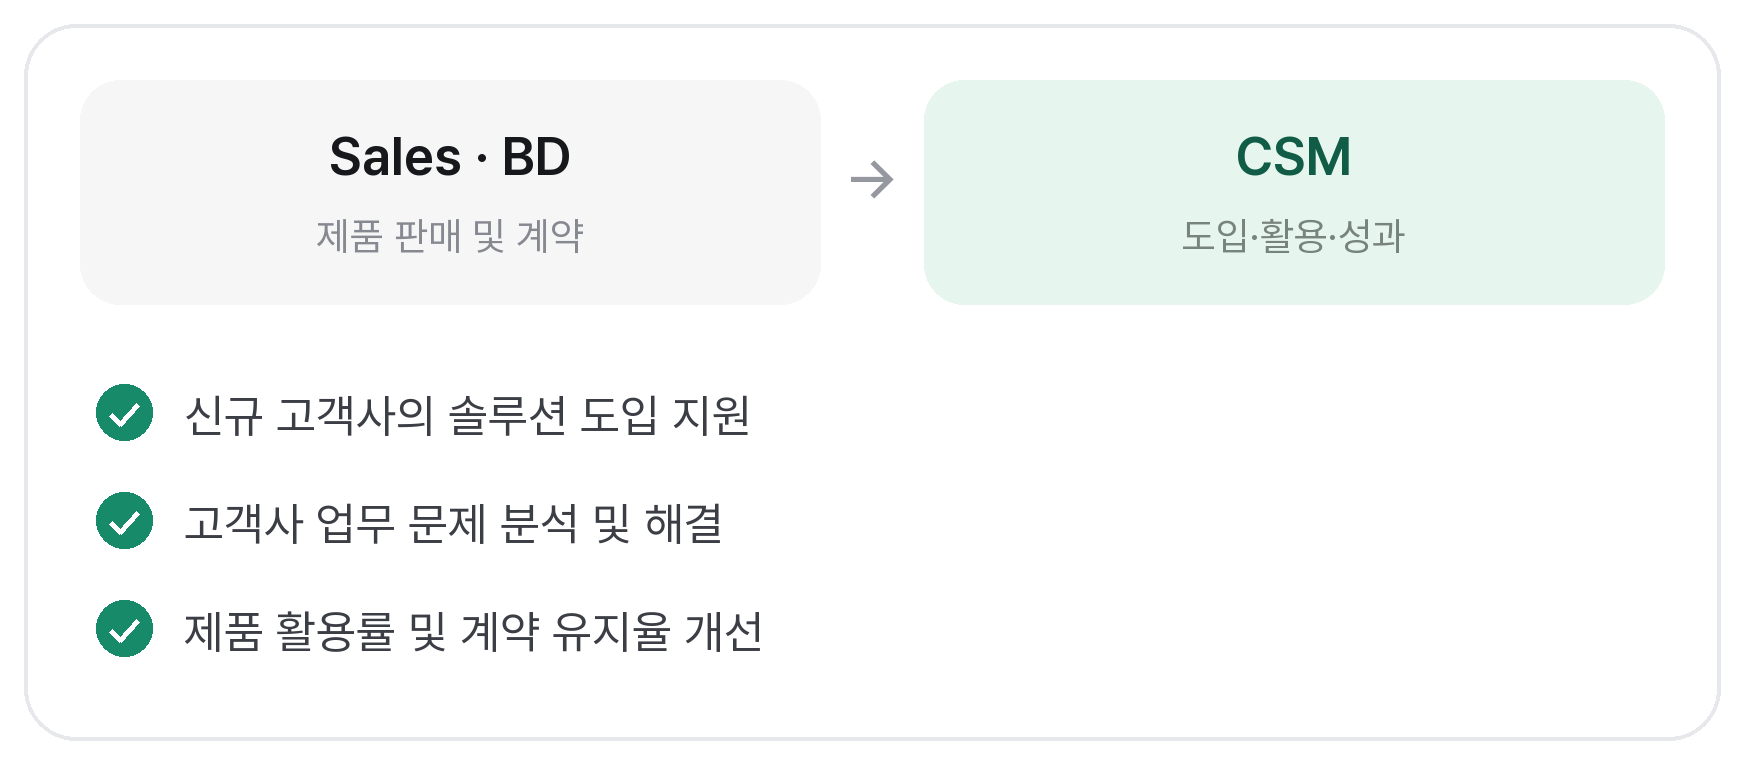 Sales · BD
제품 판매 및 계약
→
CSM
도입·활용·성과
신규 고객사의 솔루션 도입 지원
고객사 업무 문제 분석 및 해결
제품 활용률 및 계약 유지율 개선